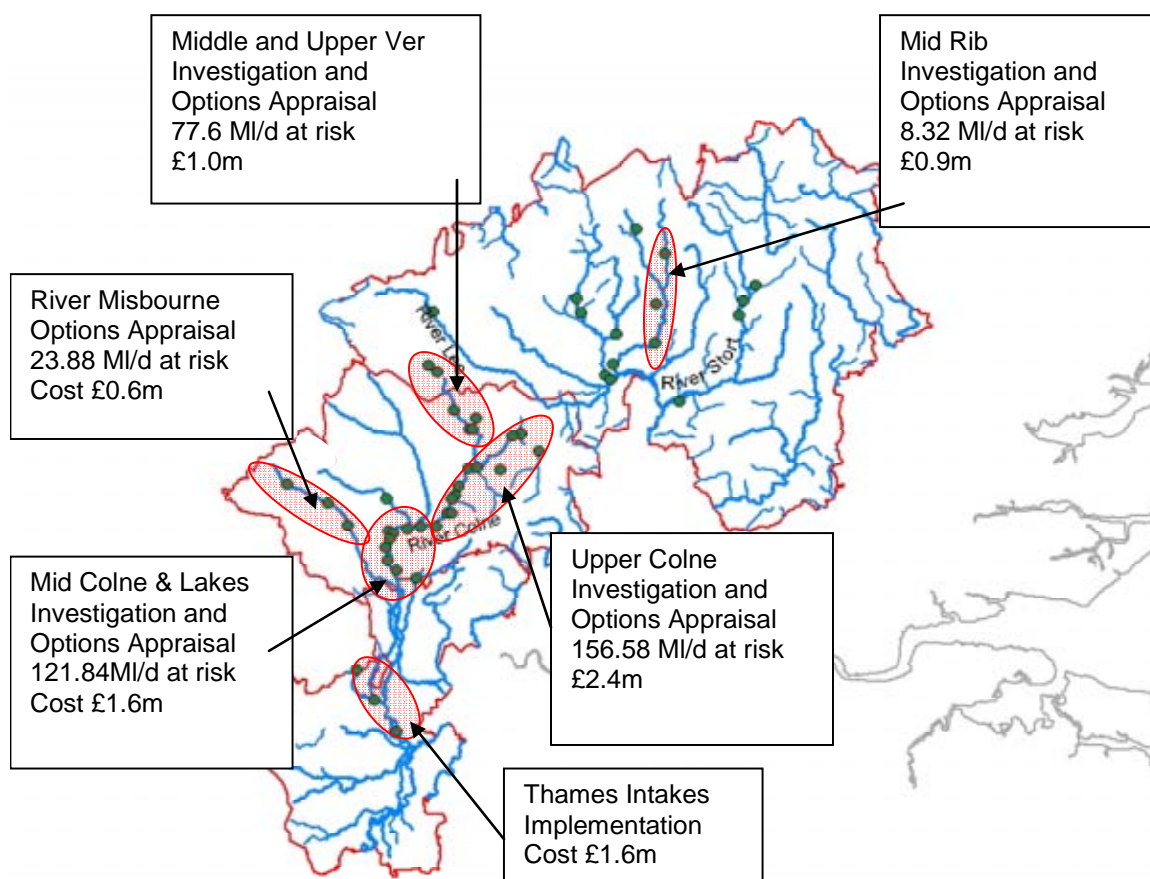 Middle and Upper Ver
Investigation and
Options Appraisal
77.6 Ml/d at risk
£1.0m
Mid Rib
Investigation and
Options Appraisal
8.32 Ml/d at risk
£0.9m
River Misbourne
Options Appraisal
23.88 Ml/d at risk
Cost £0.6m
River Lee
River Stort
River Colne
Mid Colne & Lakes
Investigation and
Options Appraisal
121.84Ml/d at risk
Cost £1.6m
Upper Colne
Investigation and
Options Appraisal
156.58 Ml/d at risk
£2.4m
Thames Intakes
Implementation
Cost £1.6m